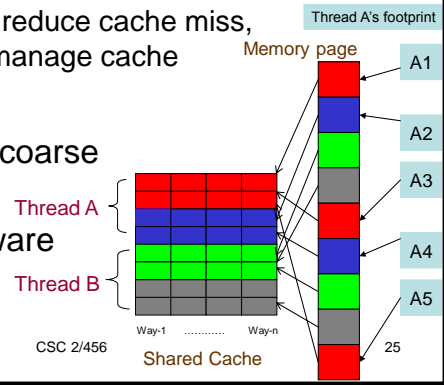 reduce cache miss,
manage cache
coarse
ware
Thread A's footprint
Memory page
A1
A2
A3
A4
A5
Thread A
Thread B
Way-1 ............ Way-n
Shared Cache
CSC 2/456
25